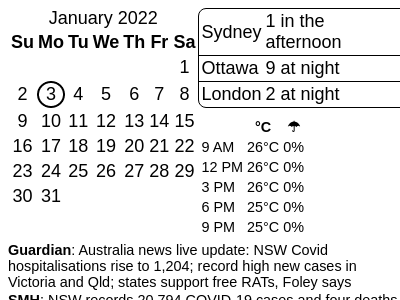 January 2022
Su Mo Tu We Th Fr Sa
1
2 3 4 5 6 7 8
9 10 11 12 13 14 15
16 17 18 19 20 21 22
23 24 25 26 27 28 29
30 31
Sydney 1 in the afternoon
Ottawa 9 at night
London 2 at night
°C ☂
9 AM 26°C 0%
12 PM 26°C 0%
3 PM 26°C 0%
6 PM 25°C 0%
9 PM 25°C 0%
Guardian: Australia news live update: NSW Covid
hospitalisations rise to 1,204; record high new cases in
Victoria and Qld; states support free RATs, Foley says
SMH: NSW records 20,794 COVID-19 cases and four deaths